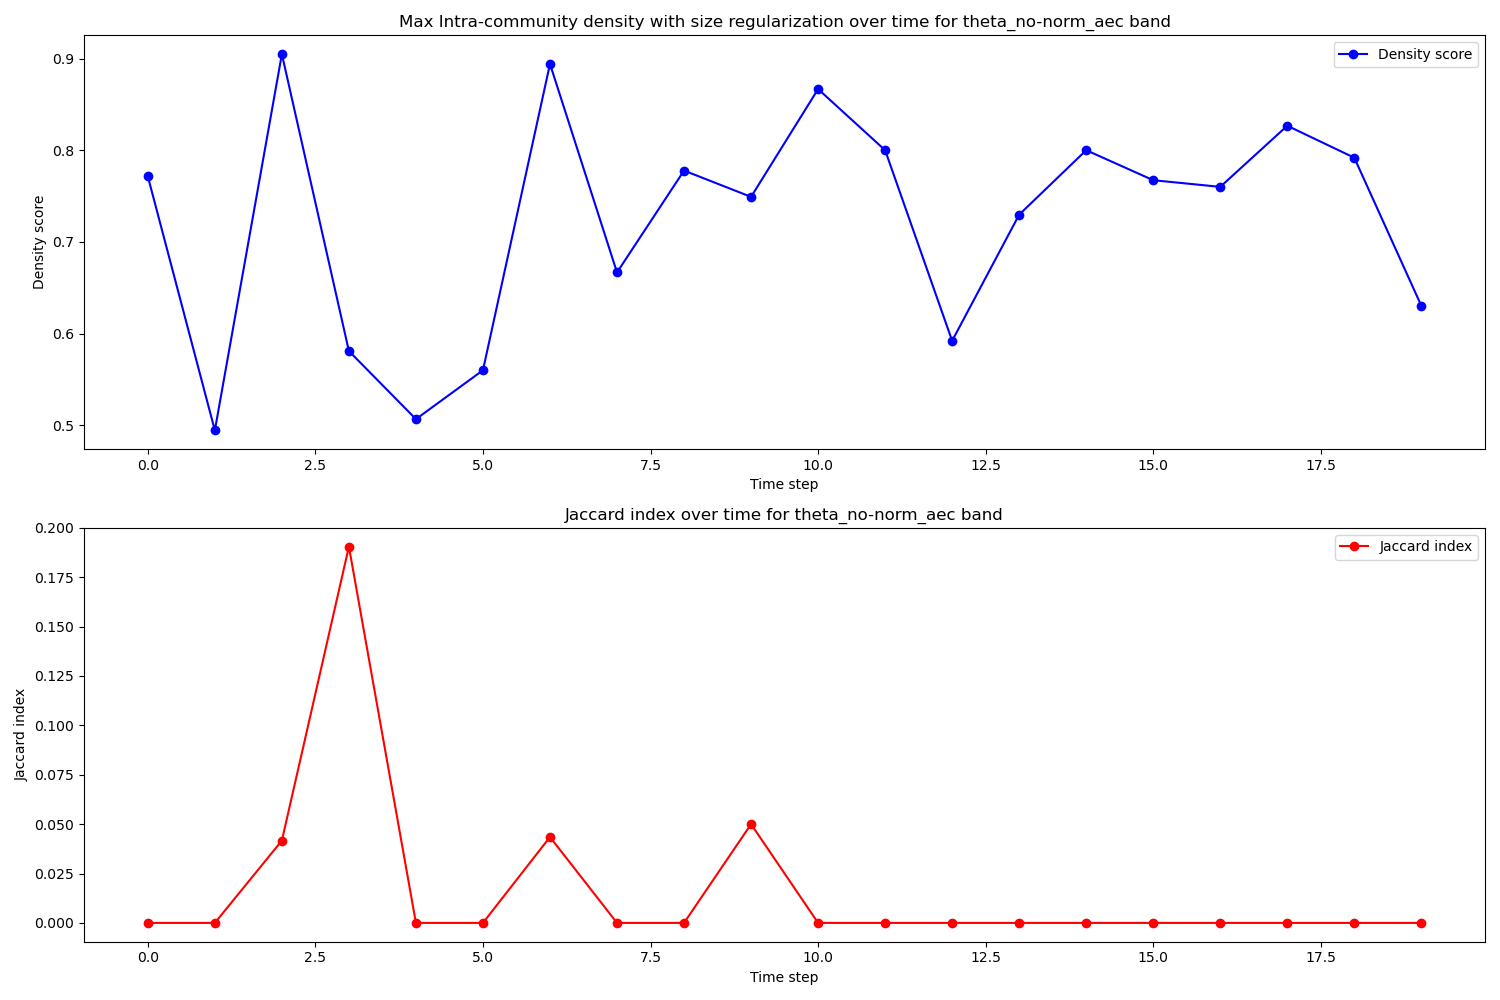 Max Intra-community density with size regularization over time for theta_no-norm_aec band
Density score
0.9
0.8
0.7
0.6
0.5
Density score
0.0 2.5 5.0 7.5 10.0 12.5 15.0 17.5
Time step
Jaccard index over time for theta_no-norm_aec band
Jaccard index
0.200
0.175
0.150
0.125
0.100
0.075
0.050
0.025
0.000
Jaccard index
0.0 2.5 5.0 7.5 10.0 12.5 15.0 17.5
Time step